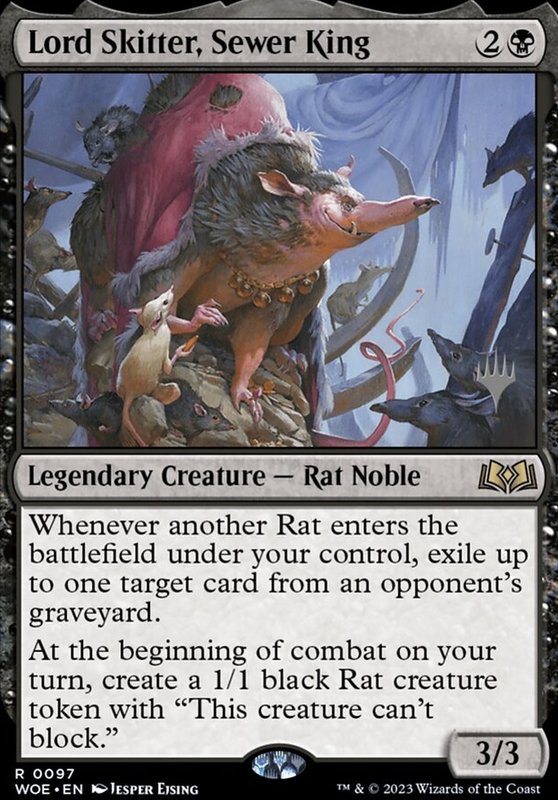 Lord Skitter, Sewer King 2
Legendary Creature — Rat Noble
Whenever another Rat enters the
battlefield under your control, exile up
to one target card from an opponent's
graveyard.
At the beginning of combat on your
turn, create a 1/1 black Rat creature
token with “This creature can't
block.”
3/3
R 0097
WOE • EN Jesper Ejsing
™ & © 2023 Wizards of the Coast